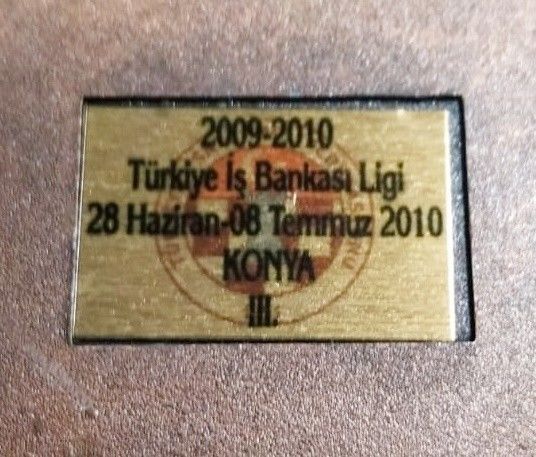 2009-2010
Türkiye İş Bankası Ligi
28 Haziran-08 Temmuz 2010
KONYA
III.